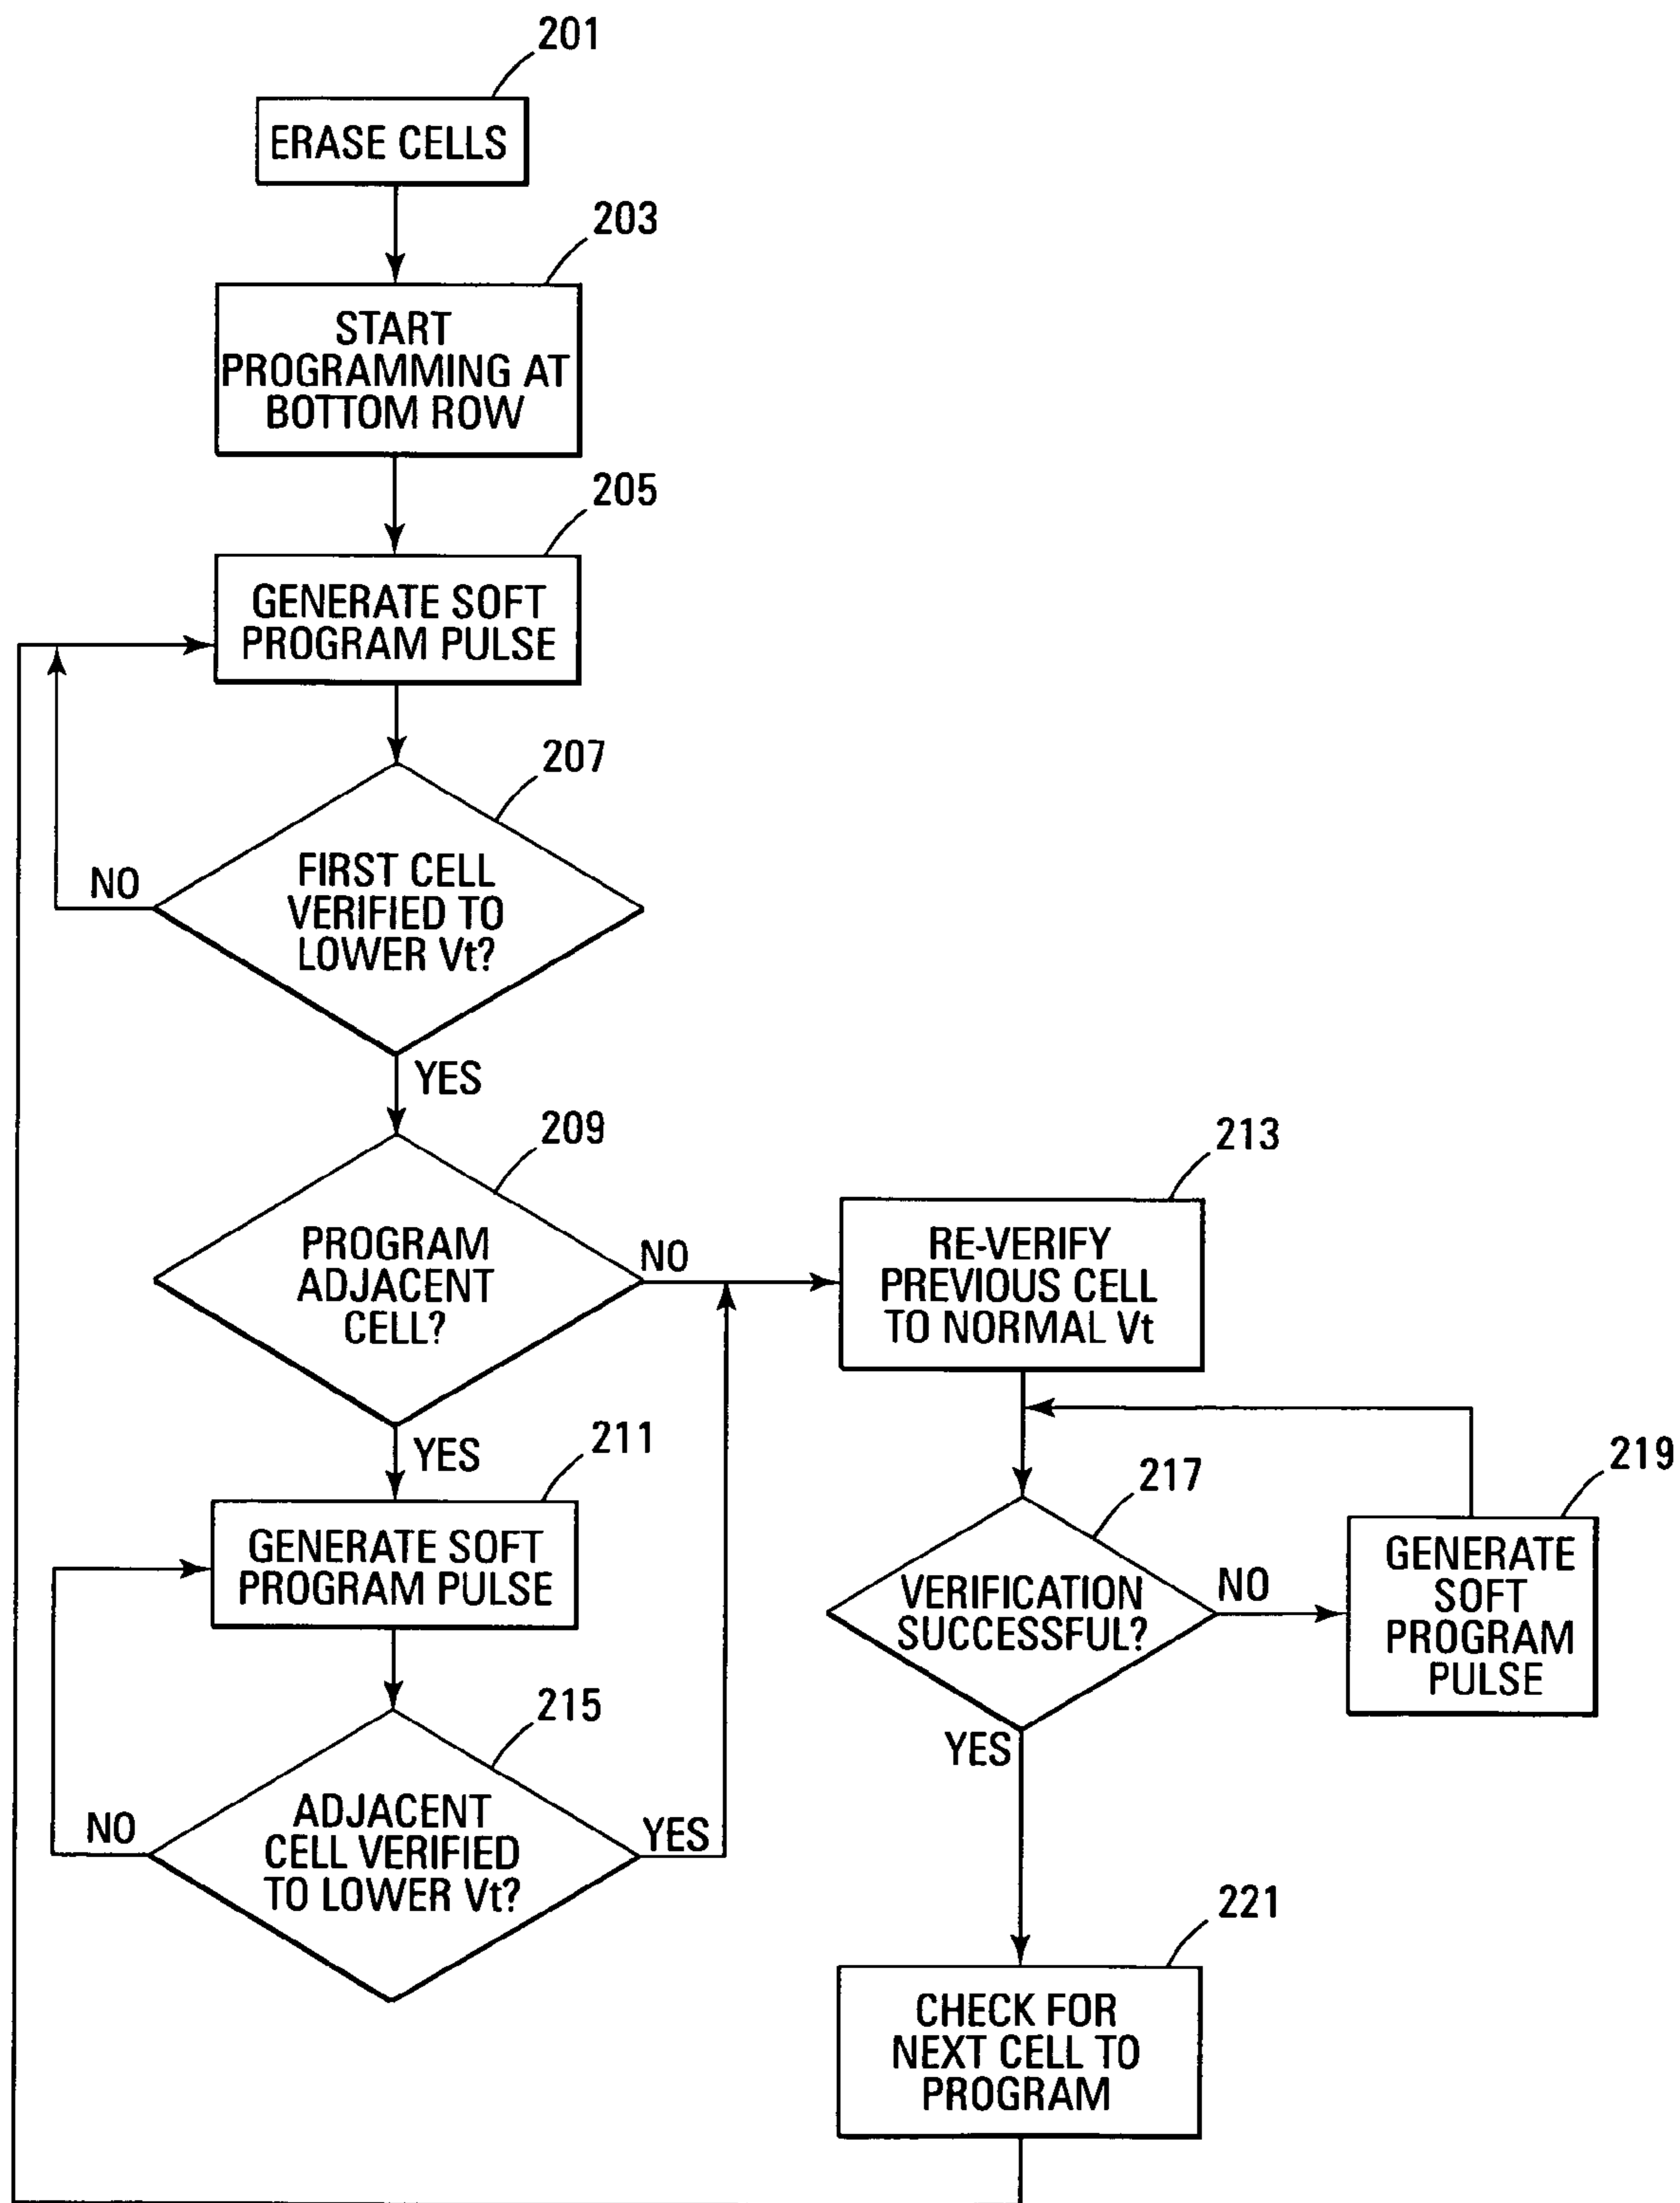 201
ERASE CELLS
203
START
PROGRAMMING AT
BOTTOM ROW
205
GENERATE SOFT
PROGRAM PULSE
207
FIRST CELL
VERIFIED TO
LOWER Vt?
NO
YES
209
PROGRAM
ADJACENT
CELL?
NO
YES
211
GENERATE SOFT
PROGRAM PULSE
215
ADJACENT
CELL VERIFIED
TO LOWER Vt?
NO
YES
213
RE-VERIFY
PREVIOUS CELL
TO NORMAL Vt
217
VERIFICATION
SUCCESSFUL?
NO
219
GENERATE
SOFT
PROGRAM
PULSE
YES
221
CHECK FOR
NEXT CELL TO
PROGRAM